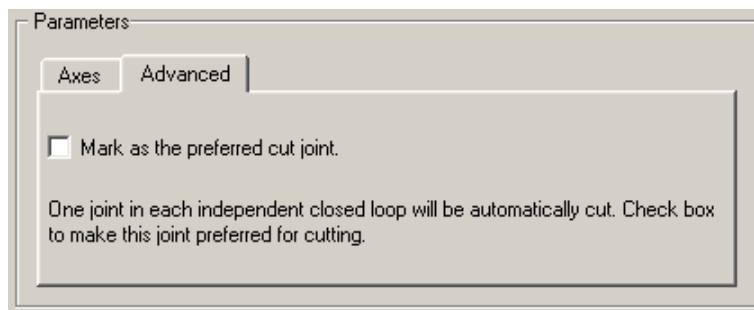 Parameters
Axes
Advanced
Mark as the preferred cut joint.
One joint in each independent closed loop will be automatically cut. Check box
to make this joint preferred for cutting.